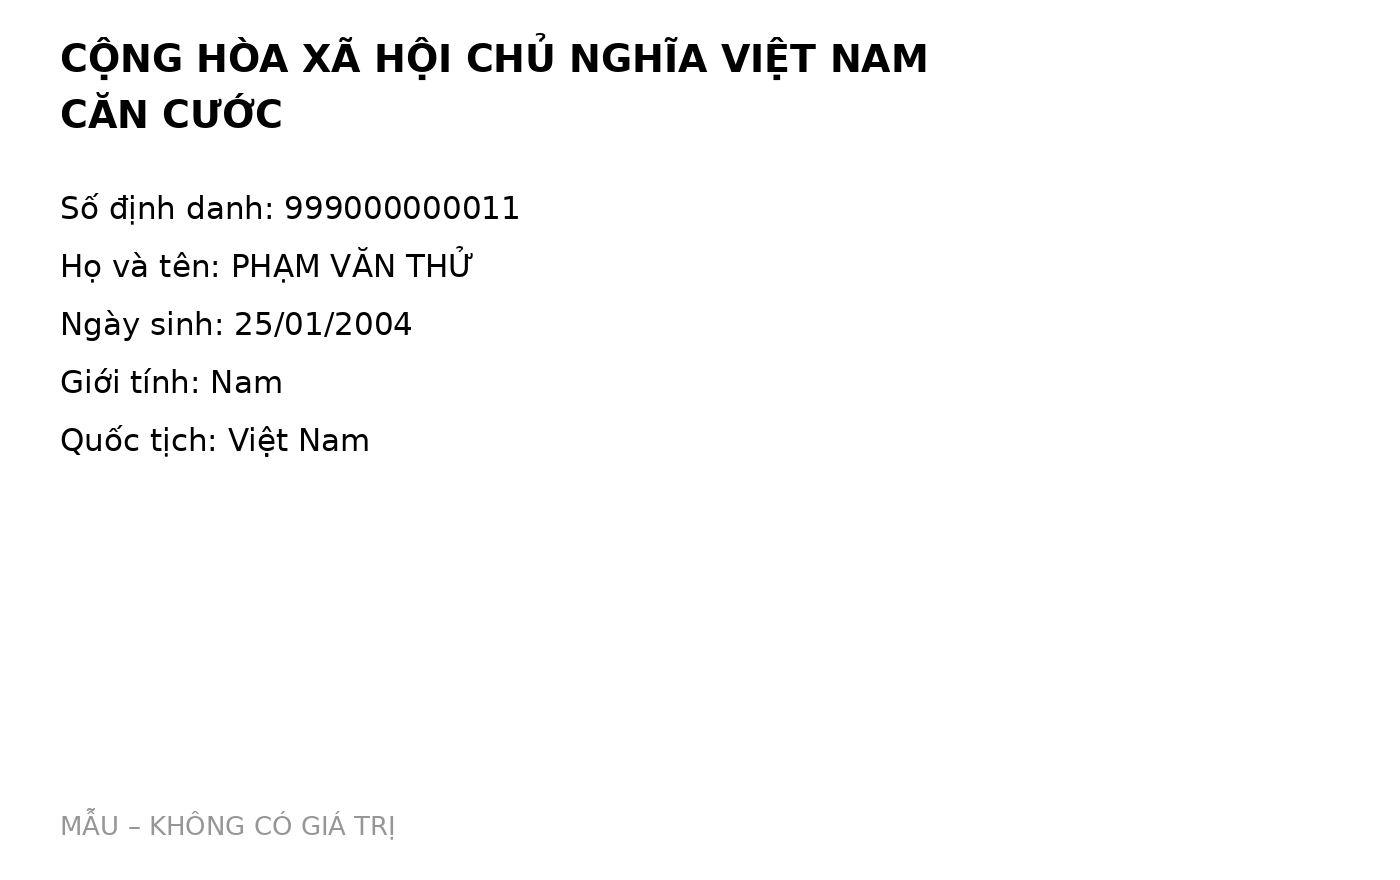 CỘNG HÒA XÃ HỘI CHỦ NGHĨA VIỆT NAM
CĂN CƯỚC
Số định danh: 999000000011
Họ và tên: PHẠM VĂN THỬ
Ngày sinh: 25/01/2004
Giới tính: Nam
Quốc tịch: Việt Nam
MẪU – KHÔNG CÓ GIÁ TRỊ